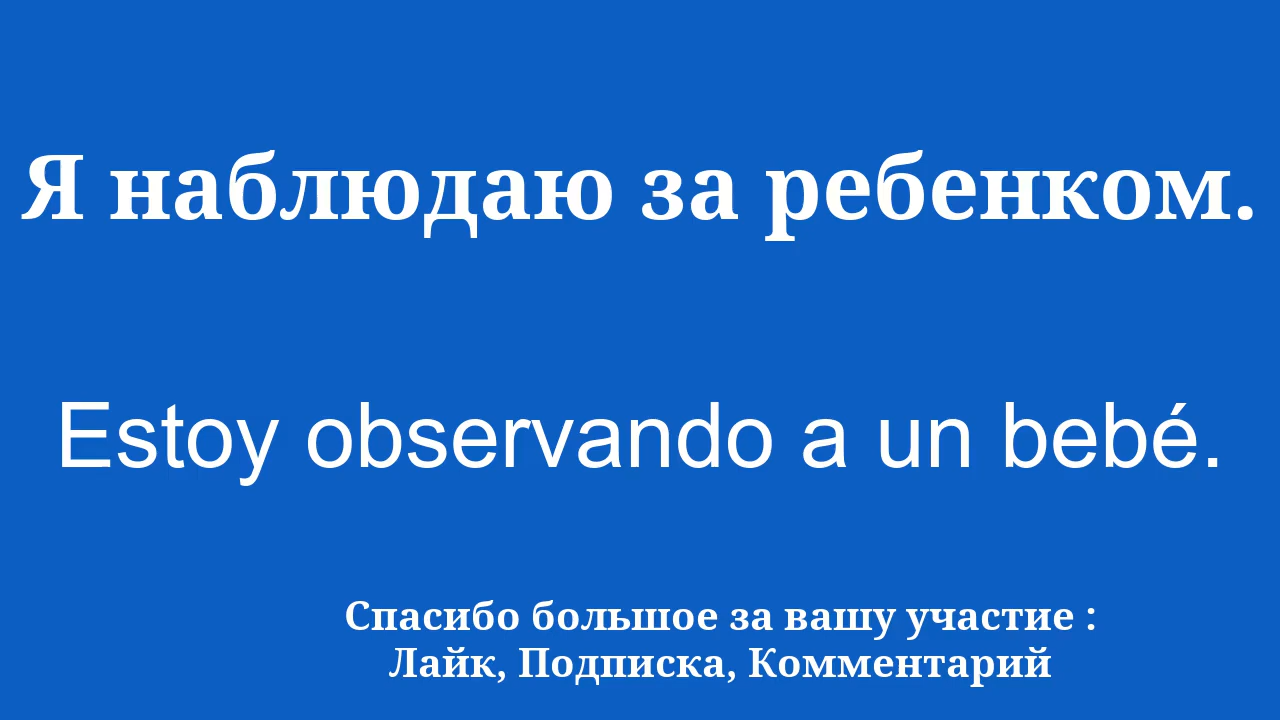 Я наблюдаю за ребенком.
Estoy observando a un bebé.
Спасибо большое за вашу участие :
Лайк, Подписка, Комментарий